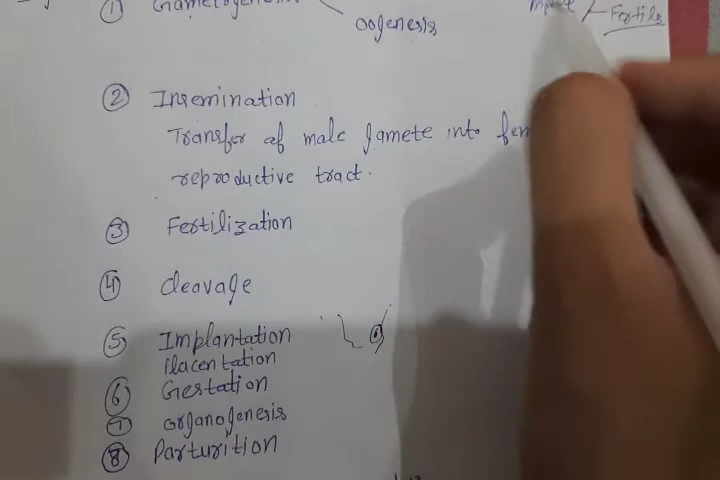 ①
oogenesis
Fertile
② Insemination
Transfer of male gamete into fem
reproductive tract.
③ Fertilization
④ cleavage
⑤ Implantation
Placentation
⑥ Gestation
⑦ organogenesis
⑧ Parturition